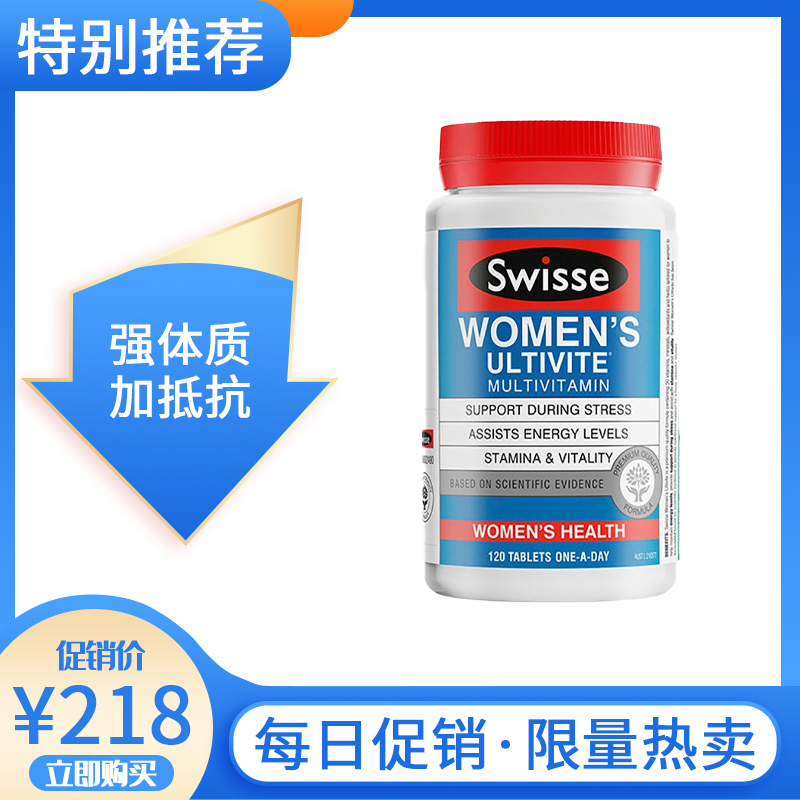 特别推荐
强体质
加抵抗
Swisse
WOMEN'S
ULTIVITE
MULTIVITAMIN
SUPPORT DURING STRESS
ASSISTS ENERGY LEVELS
STAMINA & VITALITY
PREMIUM QUALITY
FORMULA
BASED ON SCIENTIFIC EVIDENCE
WOMEN'S HEALTH
120 TABLETS ONE-A-DAY
促销价
¥218
立即购买
每日促销·限量热卖